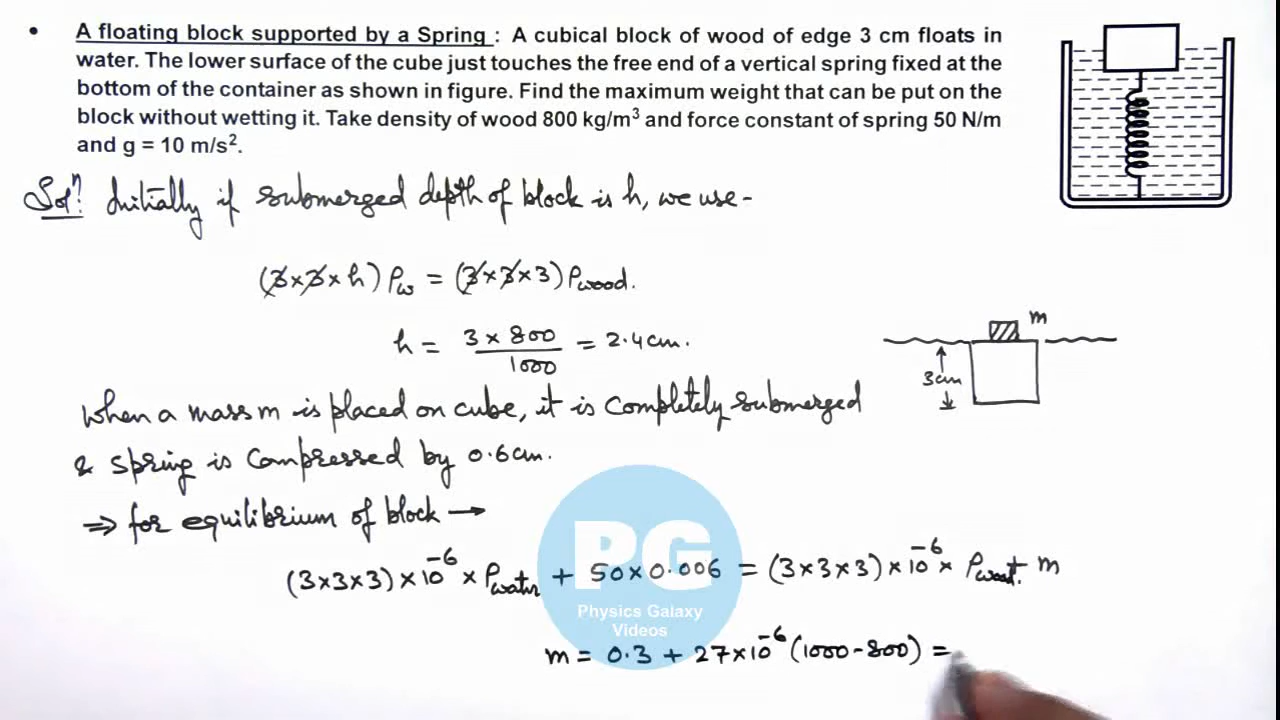 • A floating block supported by a Spring : A cubical block of wood of edge 3 cm floats in
water. The lower surface of the cube just touches the free end of a vertical spring fixed at the
bottom of the container as shown in figure. Find the maximum weight that can be put on the
block without wetting it. Take density of wood 800 kg/m³ and force constant of spring 50 N/m
and g = 10 m/s².
Solⁿ. Initially if submerged depth of block is h, we use -
(3×3×h) ρw = (3×3×3) ρwood.
h = 3 × 800 / 1000 = 2.4 cm.
m
3cm
When a mass m is placed on cube, it is completely submerged
& spring is compressed by 0.6cm.
⇒ for equilibrium of block →
(3×3×3)×10⁻⁶ × ρwater + 50×0.006 = (3×3×3)×10⁻⁶ × m
PG
Physics Galaxy
Videos
m = 0.3 + 27×10⁻⁶ (1000-800) =